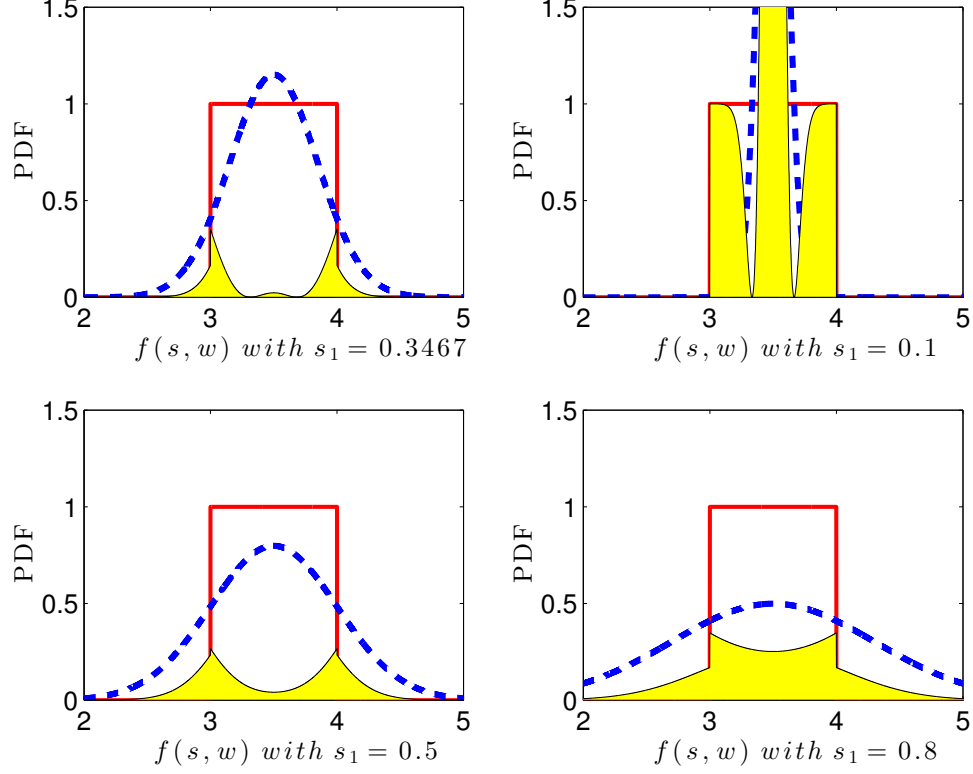 1.5
1
0.5
0
PDF
2 3 4 5
f(s, w) with s₁ = 0.3467
1.5
1
0.5
0
PDF
2 3 4 5
f(s, w) with s₁ = 0.1
1.5
1
0.5
0
PDF
2 3 4 5
f(s, w) with s₁ = 0.5
1.5
1
0.5
0
PDF
2 3 4 5
f(s, w) with s₁ = 0.8